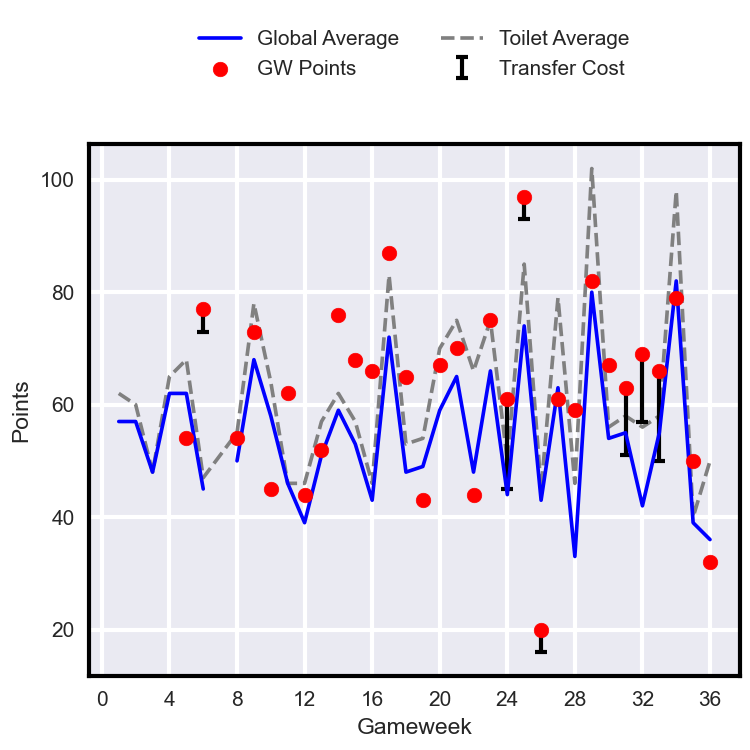 Global Average
Toilet Average
GW Points
Transfer Cost
100
80
60
40
20
Points
0 4 8 12 16 20 24 28 32 36
Gameweek